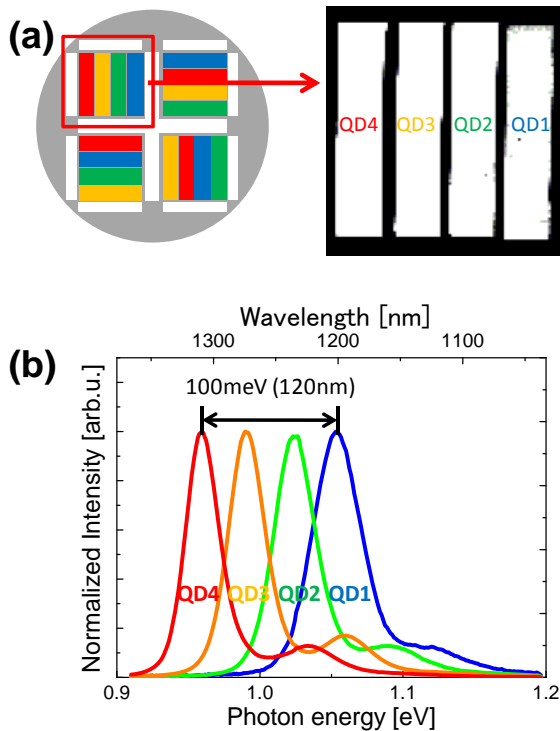 (a)
QD4 QD3 QD2 QD1
(b)
Wavelength [nm]
1300 1200 1100
100meV (120nm)
Normalized Intensity [arb.u.]
QD4 QD3 QD2 QD1
0.9 1.0 1.1 1.2
Photon energy [eV]